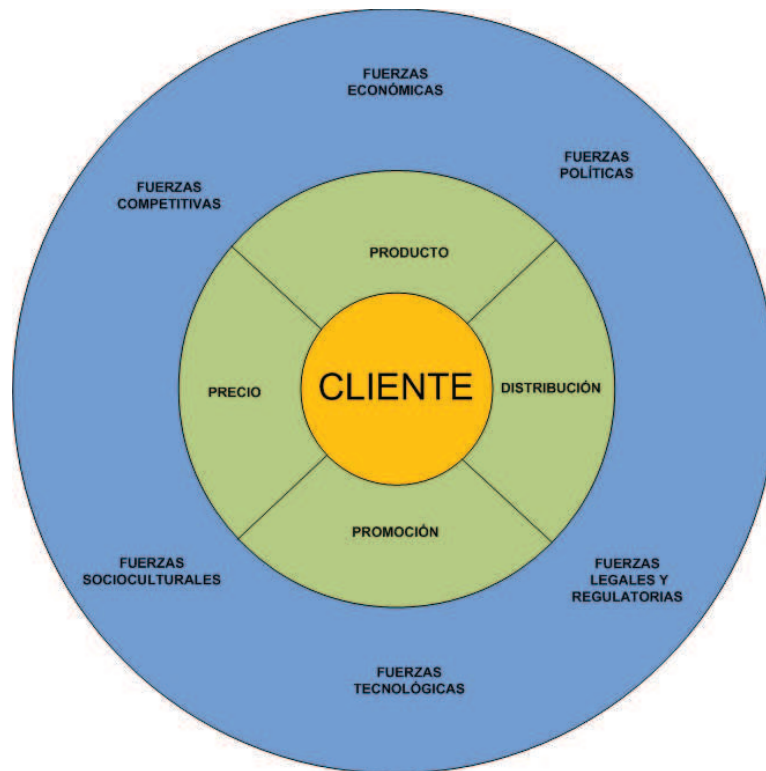 FUERZAS
ECONÓMICAS
FUERZAS
POLÍTICAS
FUERZAS
COMPETITIVAS
PRODUCTO
PRECIO
CLIENTE
DISTRIBUCIÓN
PROMOCIÓN
FUERZAS
SOCIOCULTURALES
FUERZAS
LEGALES Y
REGULATORIAS
FUERZAS
TECNOLÓGICAS